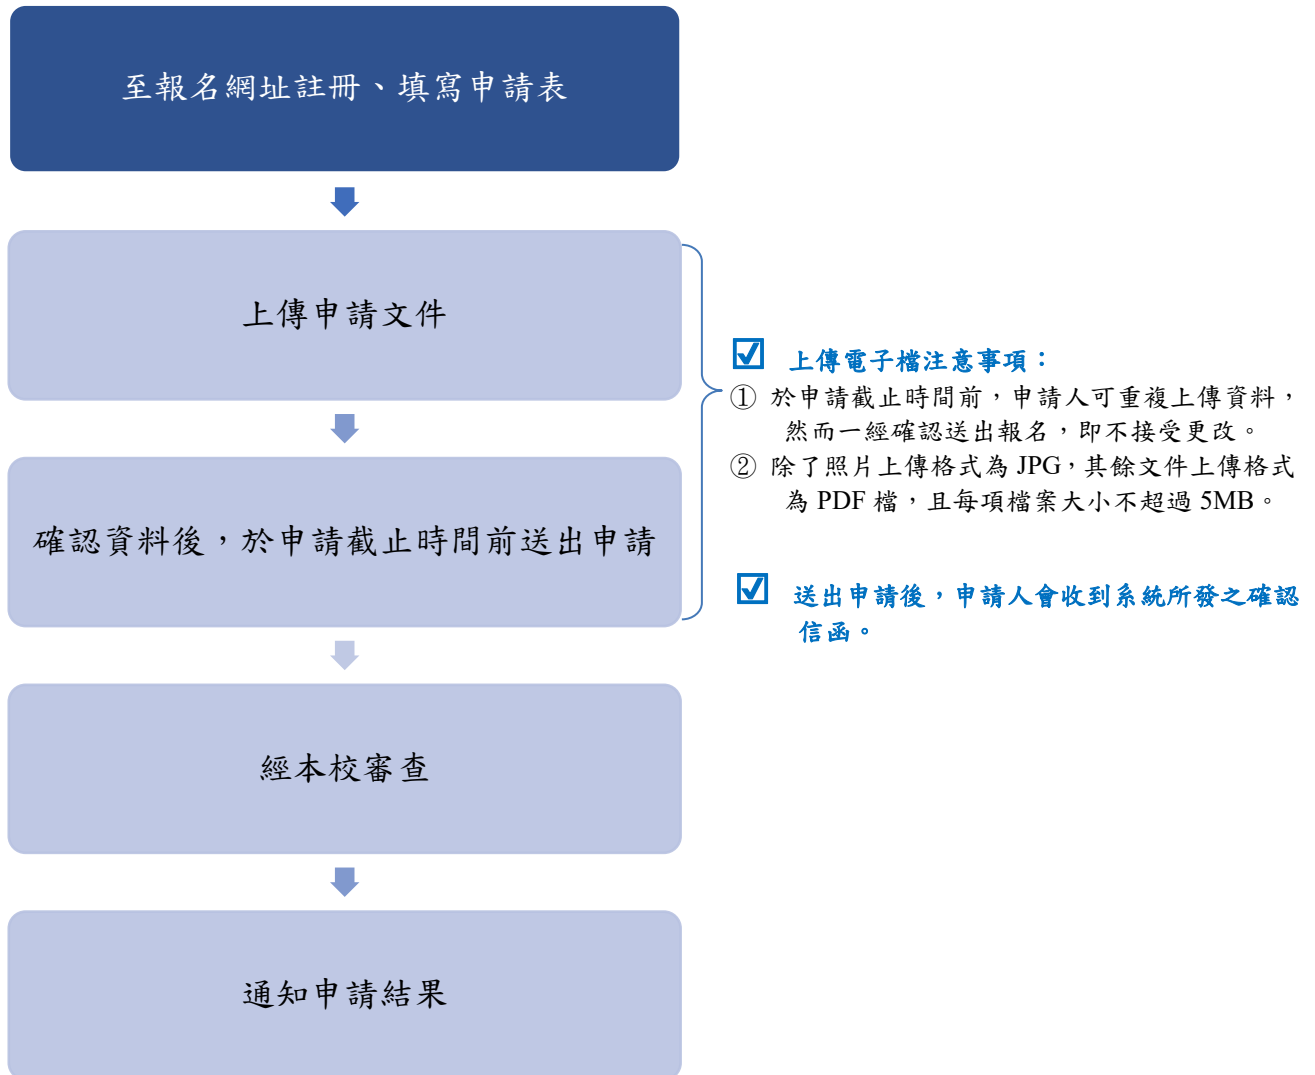 至報名網址註冊、填寫申請表
上傳申請文件
確認資料後，於申請截止時間前送出申請
經本校審查
通知申請結果
☑ 上傳電子檔注意事項：
① 於申請截止時間前，申請人可重複上傳資料，
然而一經確認送出報名，即不接受更改。
② 除了照片上傳格式為 JPG，其餘文件上傳格式
為 PDF 檔，且每項檔案大小不超過 5MB。
☑ 送出申請後，申請人會收到系統所發之確認
信函。